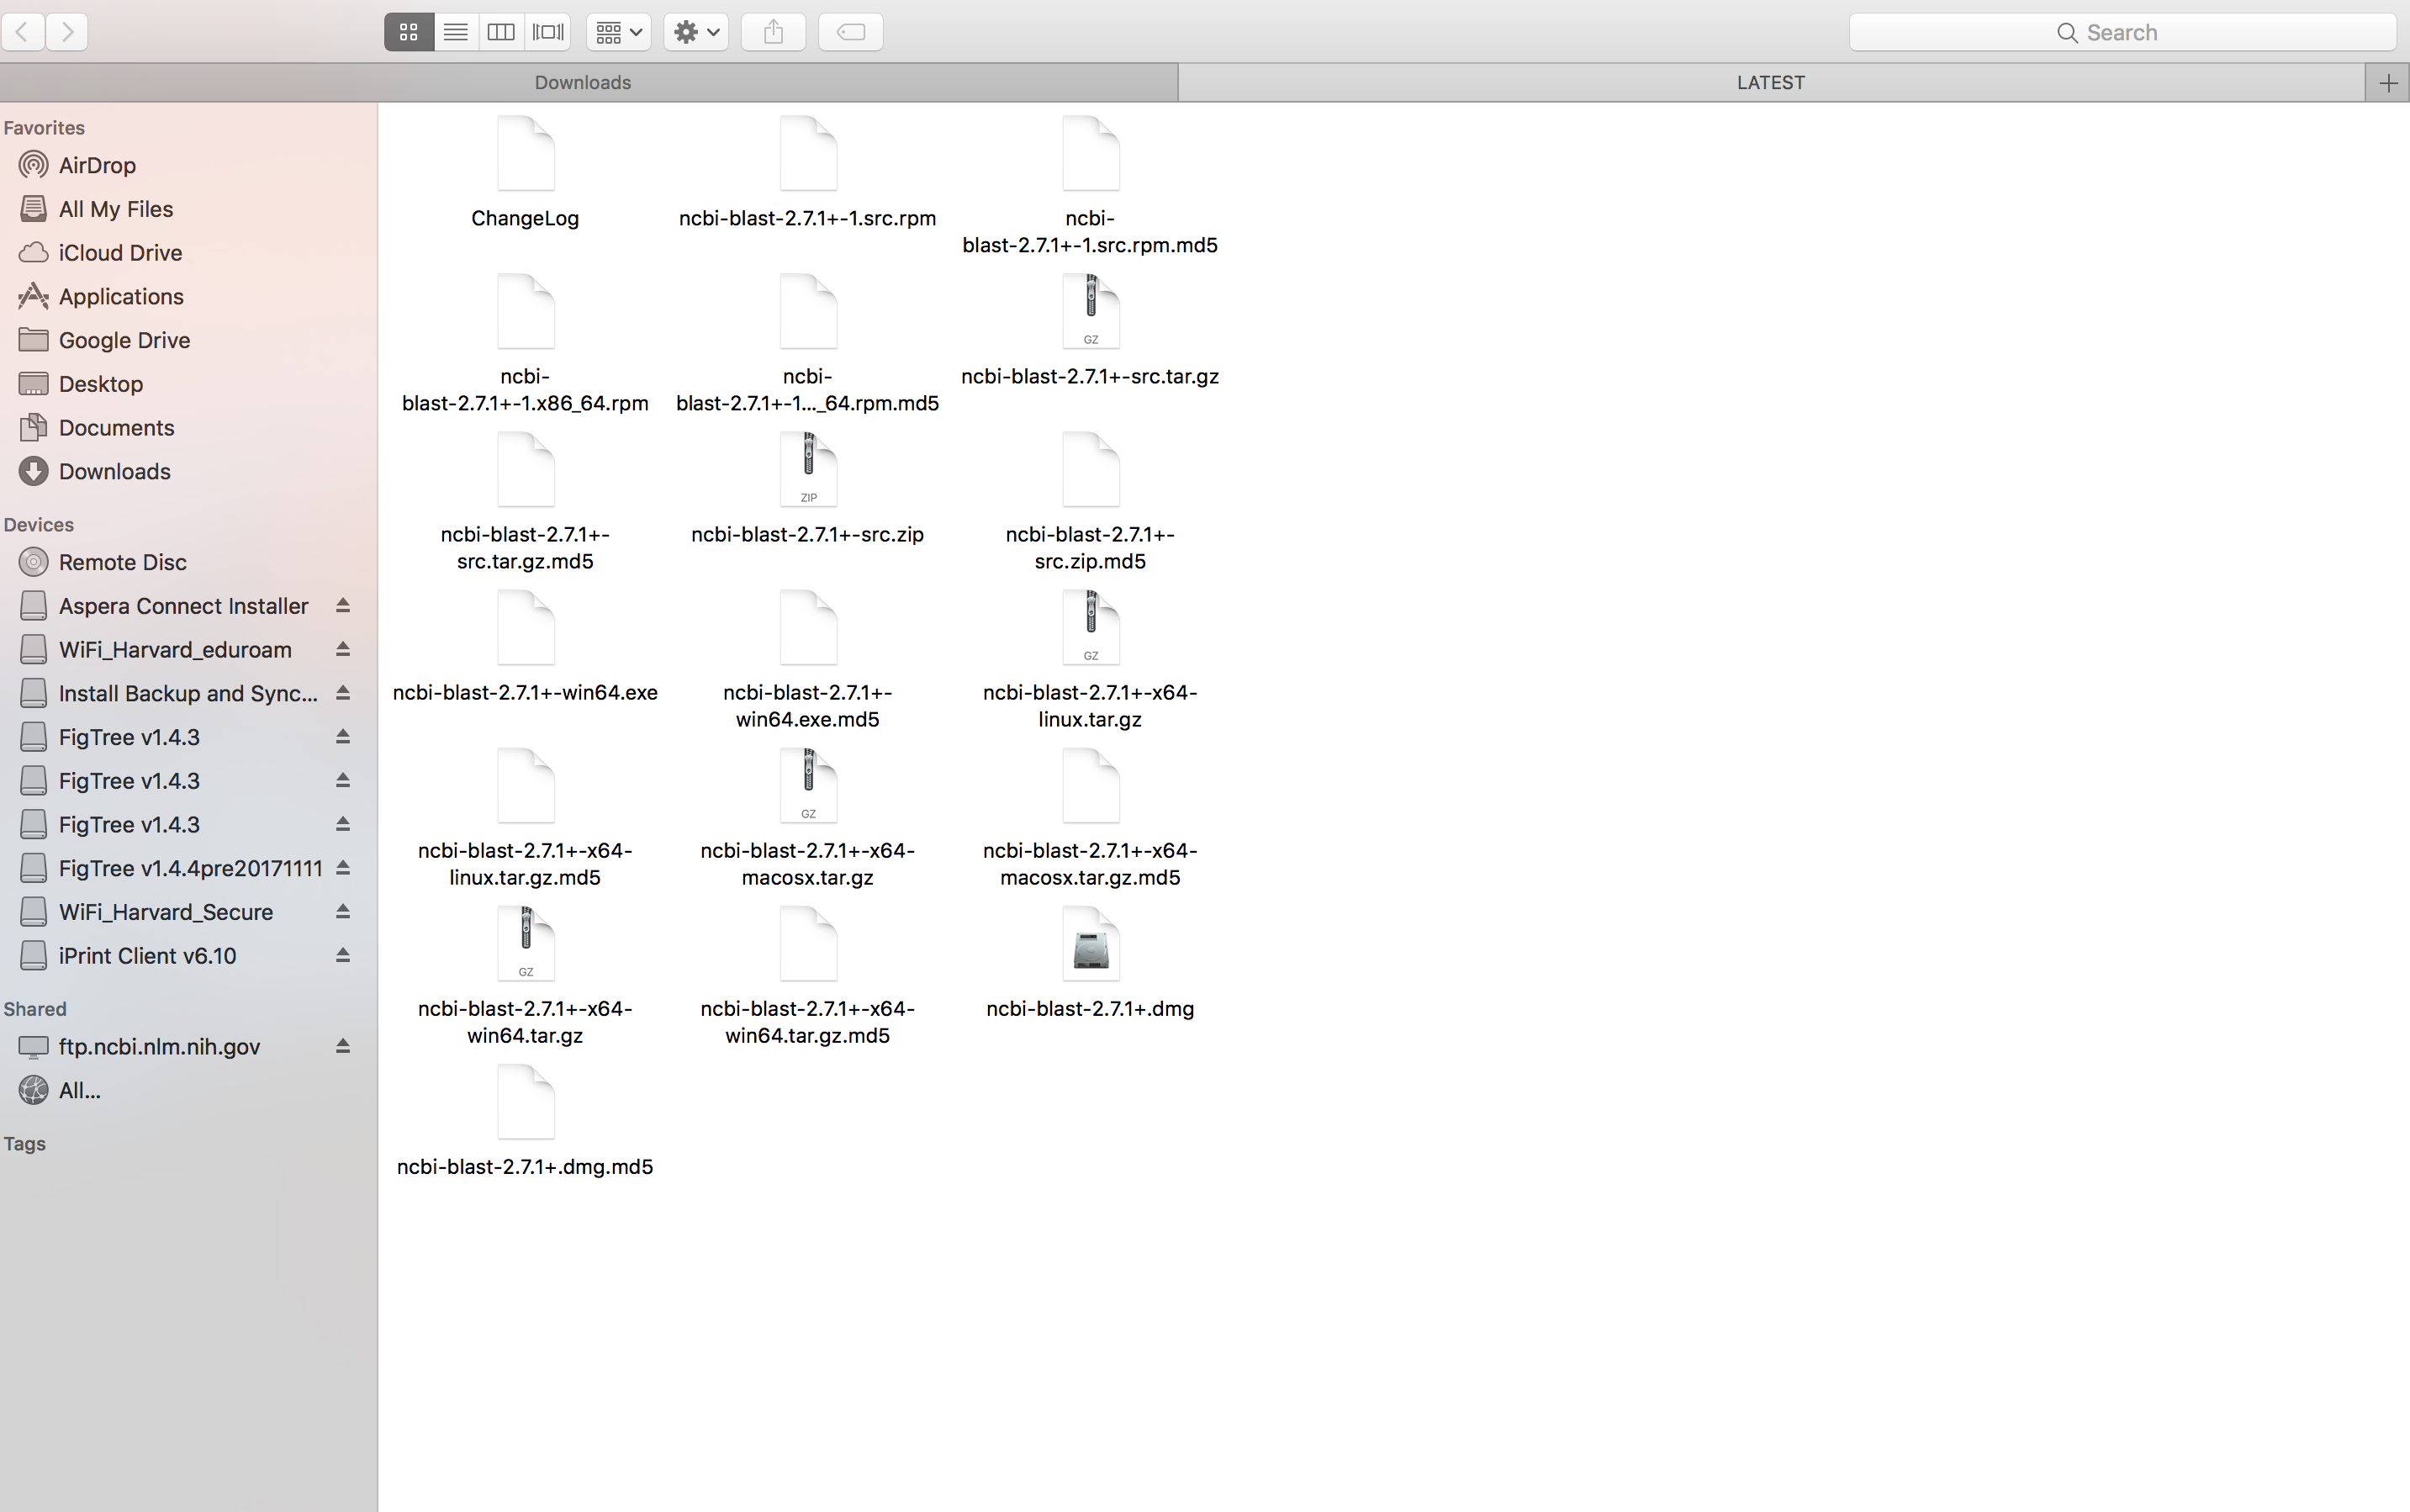 Search
Downloads
LATEST
Favorites
AirDrop
All My Files
iCloud Drive
Applications
Google Drive
Desktop
Documents
Downloads
Devices
Remote Disc
Aspera Connect Installer
WiFi_Harvard_eduroam
Install Backup and Sync...
FigTree v1.4.3
FigTree v1.4.3
FigTree v1.4.3
FigTree v1.4.4pre20171111
WiFi_Harvard_Secure
iPrint Client v6.10
Shared
ftp.ncbi.nlm.nih.gov
All...
Tags
ChangeLog
ncbi-blast-2.7.1+-1.src.rpm
ncbi-
blast-2.7.1+-1.src.rpm.md5
ncbi-
blast-2.7.1+-1.x86_64.rpm
ncbi-
blast-2.7.1+-1..._64.rpm.md5
GZ
ncbi-blast-2.7.1+-src.tar.gz
ncbi-blast-2.7.1+-
src.tar.gz.md5
ZIP
ncbi-blast-2.7.1+-src.zip
ncbi-blast-2.7.1+-
src.zip.md5
ncbi-blast-2.7.1+-win64.exe
ncbi-blast-2.7.1+-
win64.exe.md5
GZ
ncbi-blast-2.7.1+-x64-
linux.tar.gz
ncbi-blast-2.7.1+-x64-
linux.tar.gz.md5
GZ
ncbi-blast-2.7.1+-x64-
macosx.tar.gz
ncbi-blast-2.7.1+-x64-
macosx.tar.gz.md5
GZ
ncbi-blast-2.7.1+-x64-
win64.tar.gz
ncbi-blast-2.7.1+-x64-
win64.tar.gz.md5
ncbi-blast-2.7.1+.dmg
ncbi-blast-2.7.1+.dmg.md5